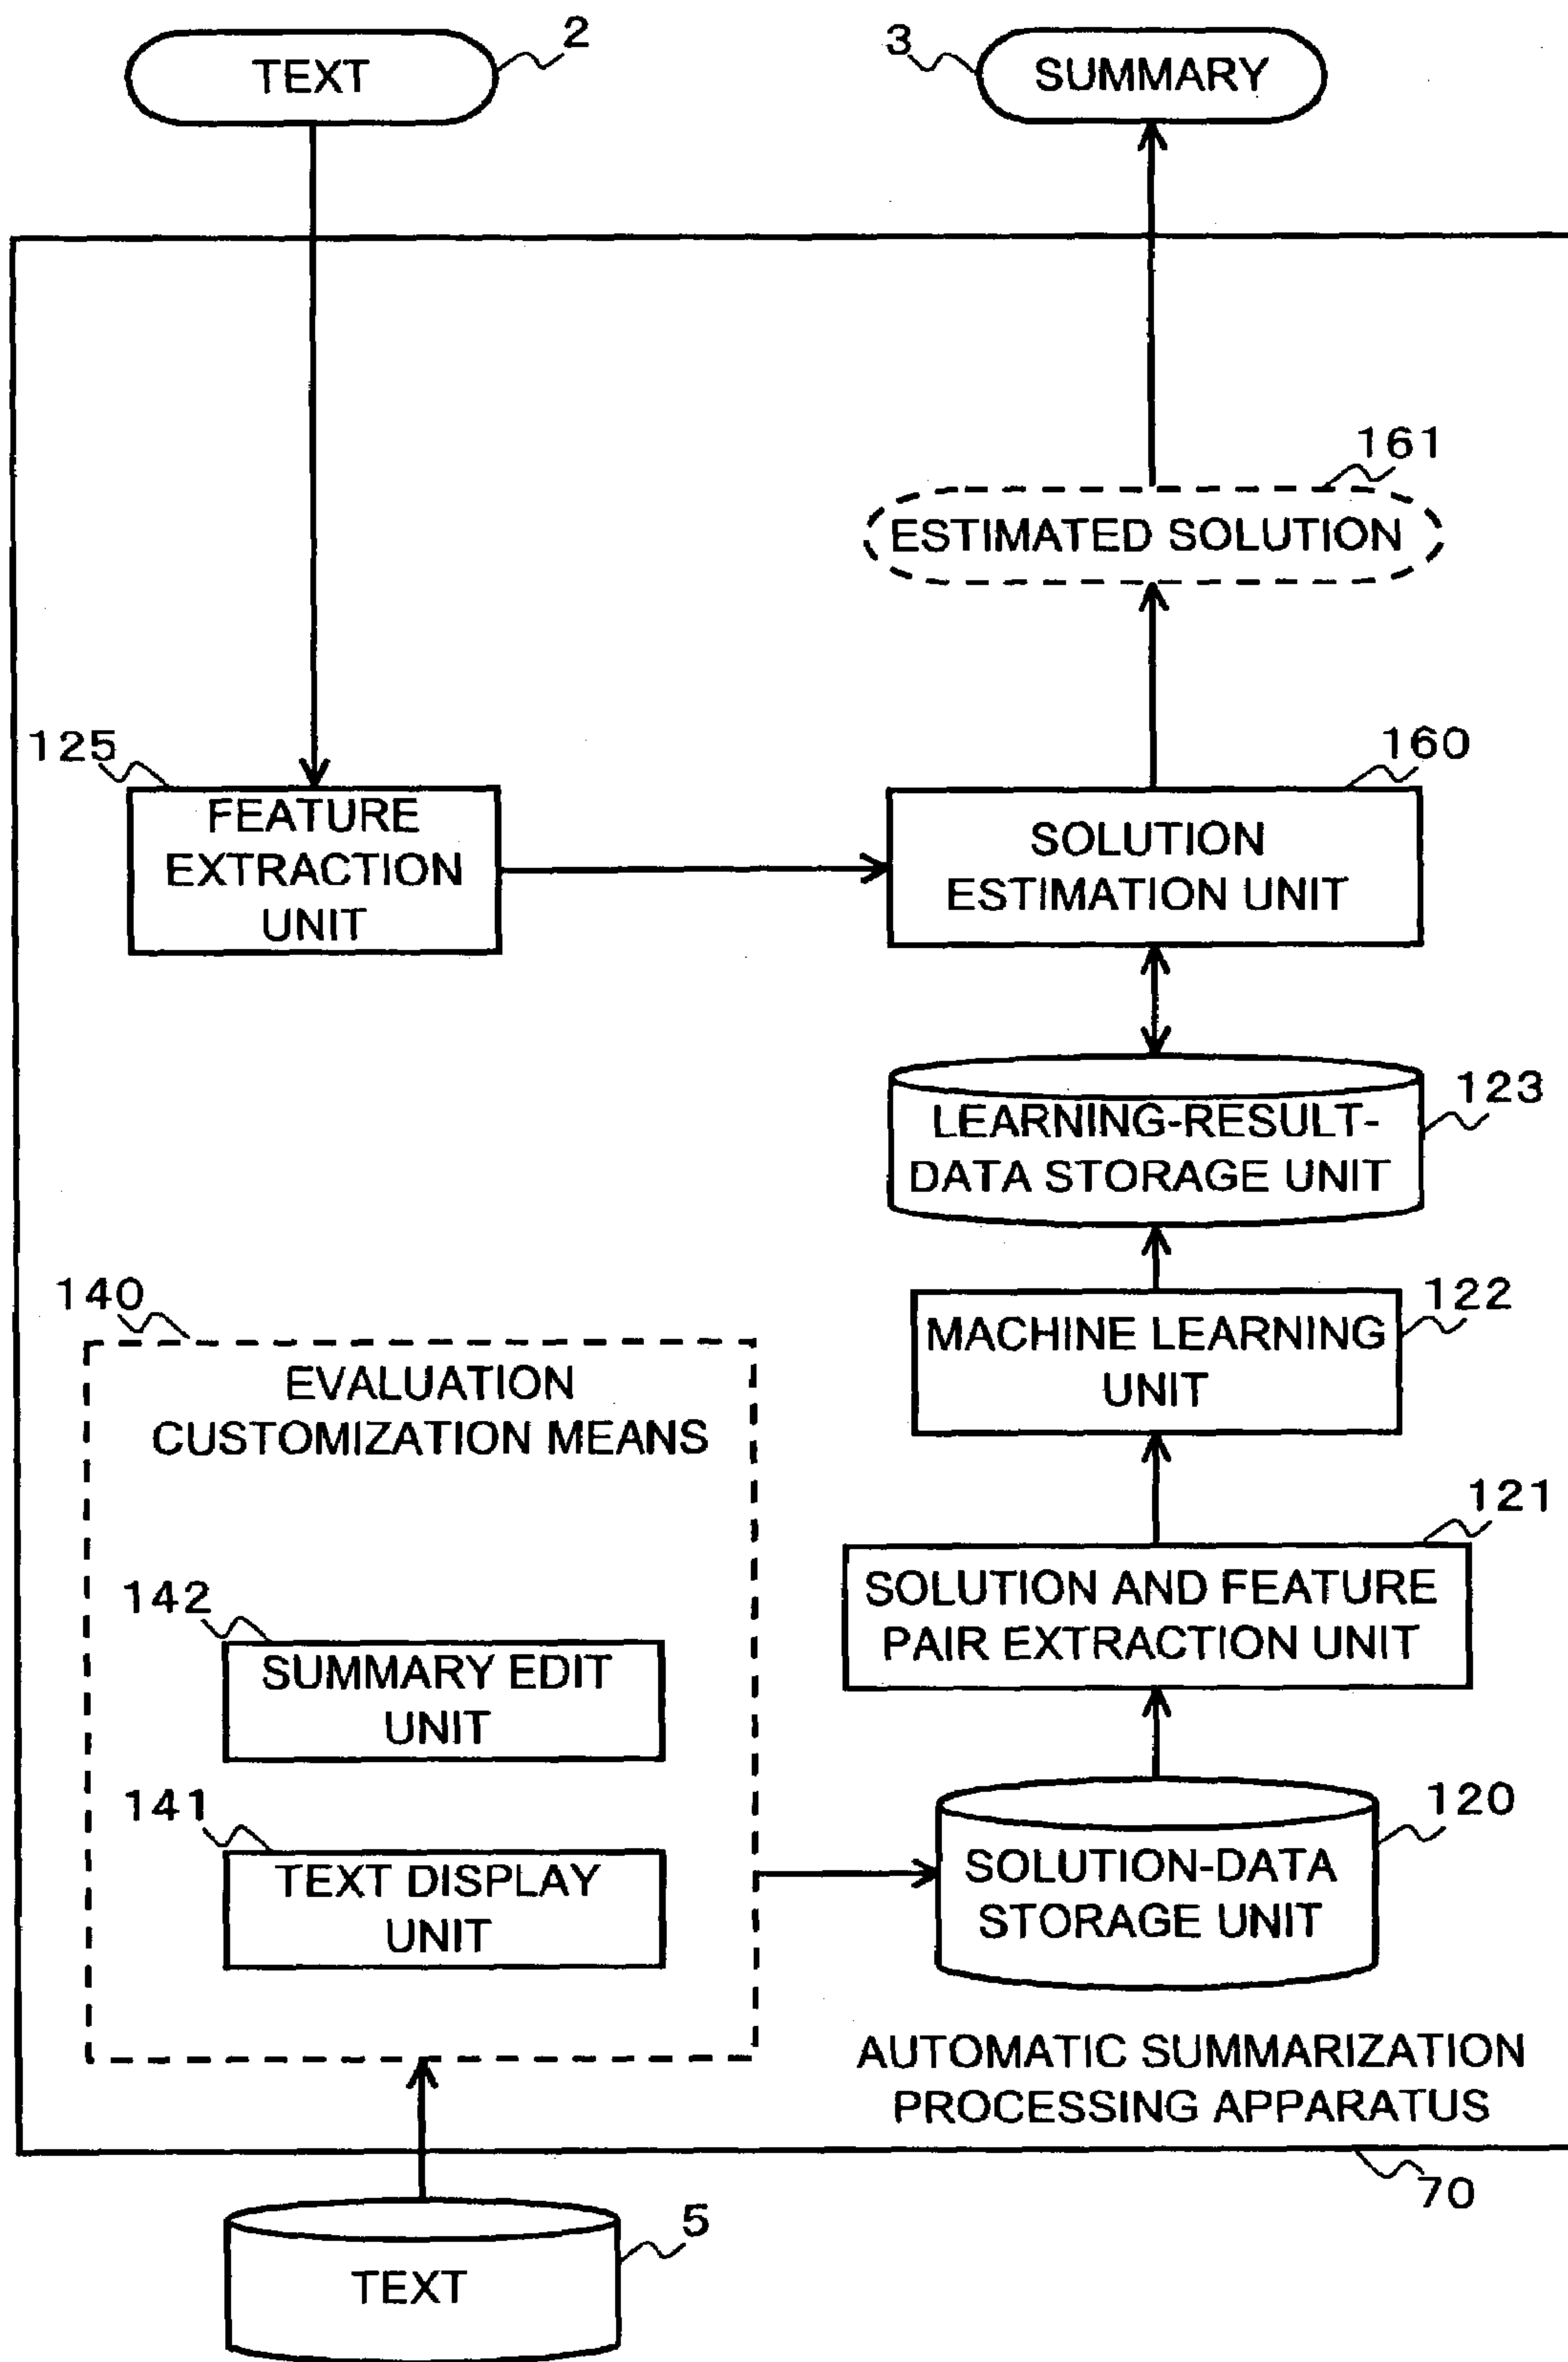 2
TEXT
3
SUMMARY
161
ESTIMATED SOLUTION
125
FEATURE
EXTRACTION
UNIT
160
SOLUTION
ESTIMATION UNIT
123
LEARNING-RESULT-
DATA STORAGE UNIT
122
MACHINE LEARNING
UNIT
140
EVALUATION
CUSTOMIZATION MEANS
121
SOLUTION AND FEATURE
PAIR EXTRACTION UNIT
142
SUMMARY EDIT
UNIT
141
TEXT DISPLAY
UNIT
120
SOLUTION-DATA
STORAGE UNIT
AUTOMATIC SUMMARIZATION
PROCESSING APPARATUS
70
5
TEXT